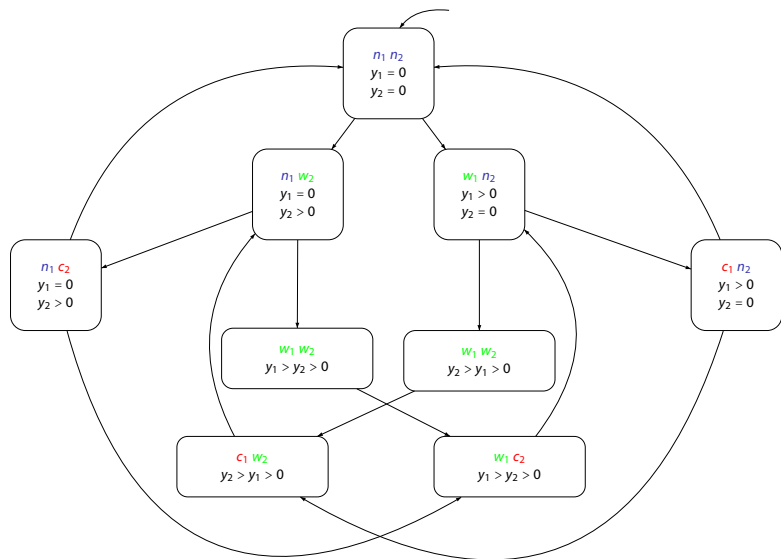 n₁ n₂
y₁ = 0
y₂ = 0
n₁ w₂
y₁ = 0
y₂ > 0
w₁ n₂
y₁ > 0
y₂ = 0
n₁ c₂
y₁ = 0
y₂ > 0
c₁ n₂
y₁ > 0
y₂ = 0
w₁ w₂
y₁ > y₂ > 0
w₁ w₂
y₂ > y₁ > 0
c₁ w₂
y₂ > y₁ > 0
w₁ c₂
y₁ > y₂ > 0